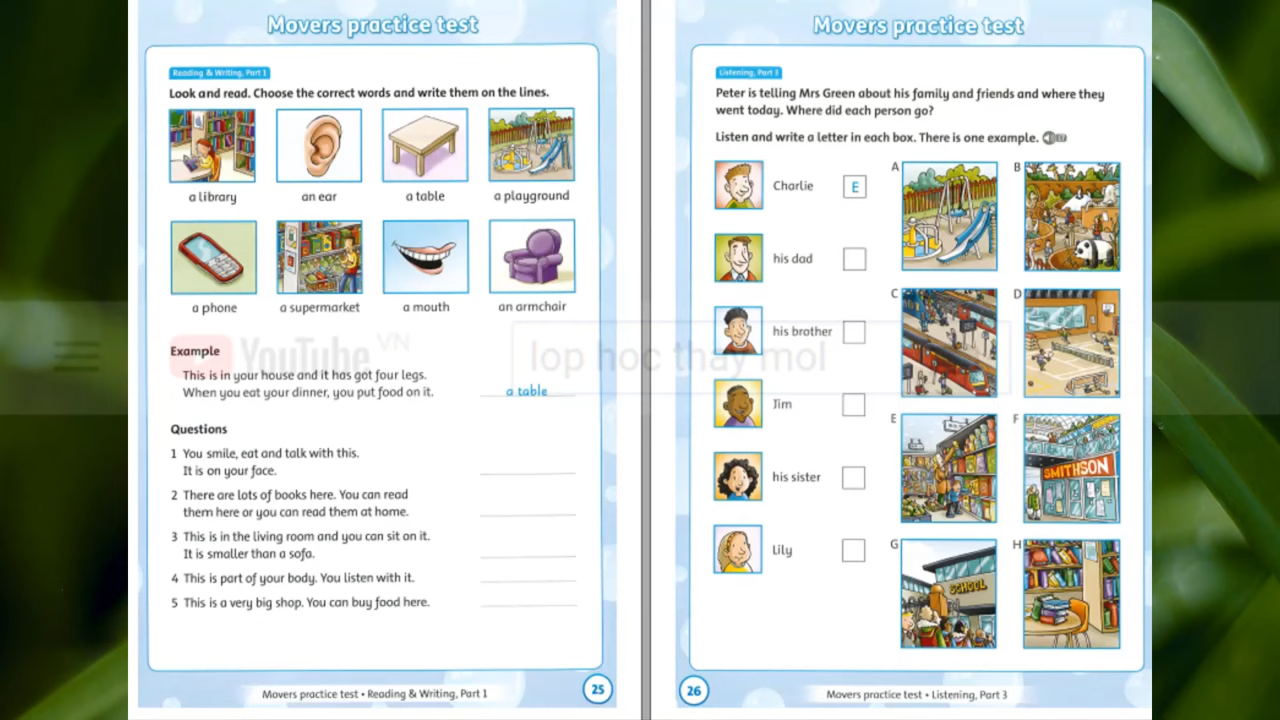 Movers practice test
Reading & Writing, Part 1
Look and read. Choose the correct words and write them on the lines.
a library
an ear
a table
a playground
a phone
a supermarket
a mouth
an armchair
Example
This is in your house and it has got four legs.
When you eat your dinner, you put food on it.
a table
Questions
1 You smile, eat and talk with this.
It is on your face.
2 There are lots of books here. You can read
them here or you can read them at home.
3 This is in the living room and you can sit on it.
It is smaller than a sofa.
4 This is part of your body. You listen with it.
5 This is a very big shop. You can buy food here.
Movers practice test • Reading & Writing, Part 1
25
YouTube VN
lop hoc thay mol
Movers practice test
Listening, Part 3
Peter is telling Mrs Green about his family and friends and where they
went today. Where did each person go?
Listen and write a letter in each box. There is one example.
Charlie
E
his dad
his brother
Jim
his sister
Lily
A
B
C
D
E
F
SMITHSON
G
SCHOOL
H
Movers practice test • Listening, Part 3
26